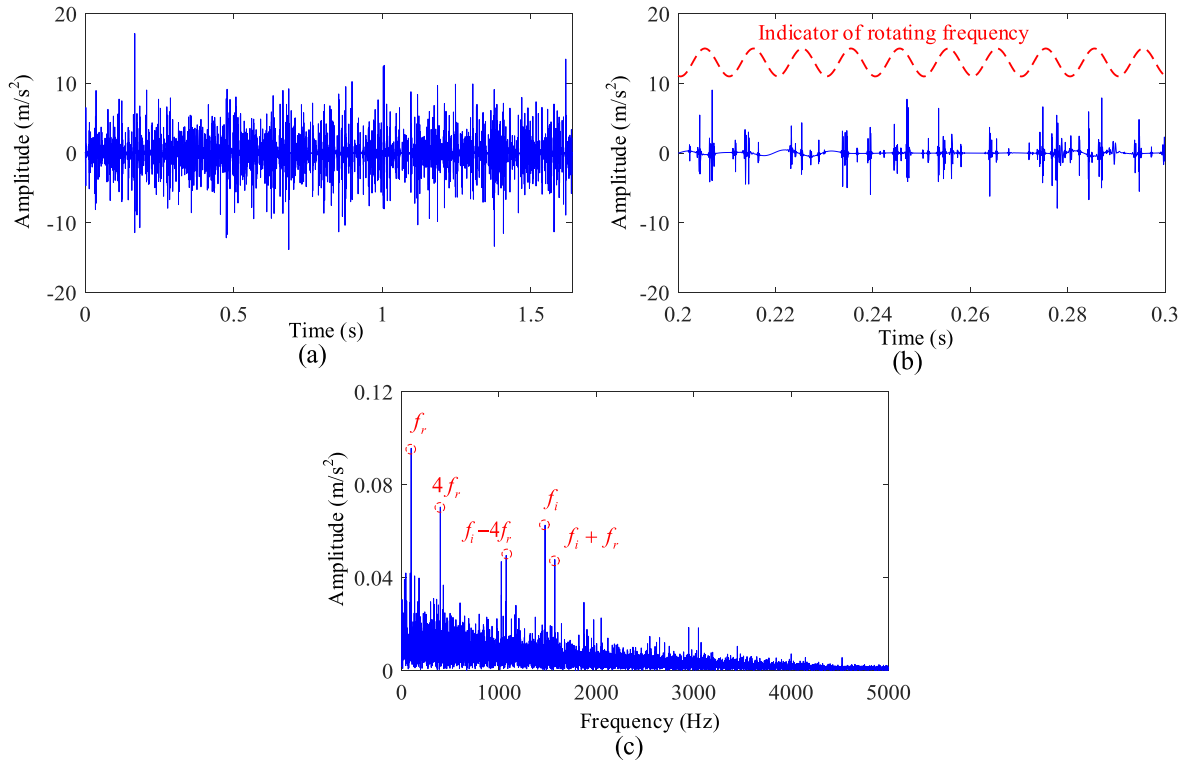 20
10
0
-10
-20
Amplitude (m/s²)
0
0.5
1
1.5
Time (s)
(a)
Indicator of rotating frequency
20
10
0
-10
-20
Amplitude (m/s²)
0.2
0.22
0.24
0.26
0.28
0.3
Time (s)
(b)
0.12
0.08
0.04
0
Amplitude (m/s²)
fᵣ
4fᵣ
fᵢ−4fᵣ
fᵢ
fᵢ + fᵣ
0
1000
2000
3000
4000
5000
Frequency (Hz)
(c)